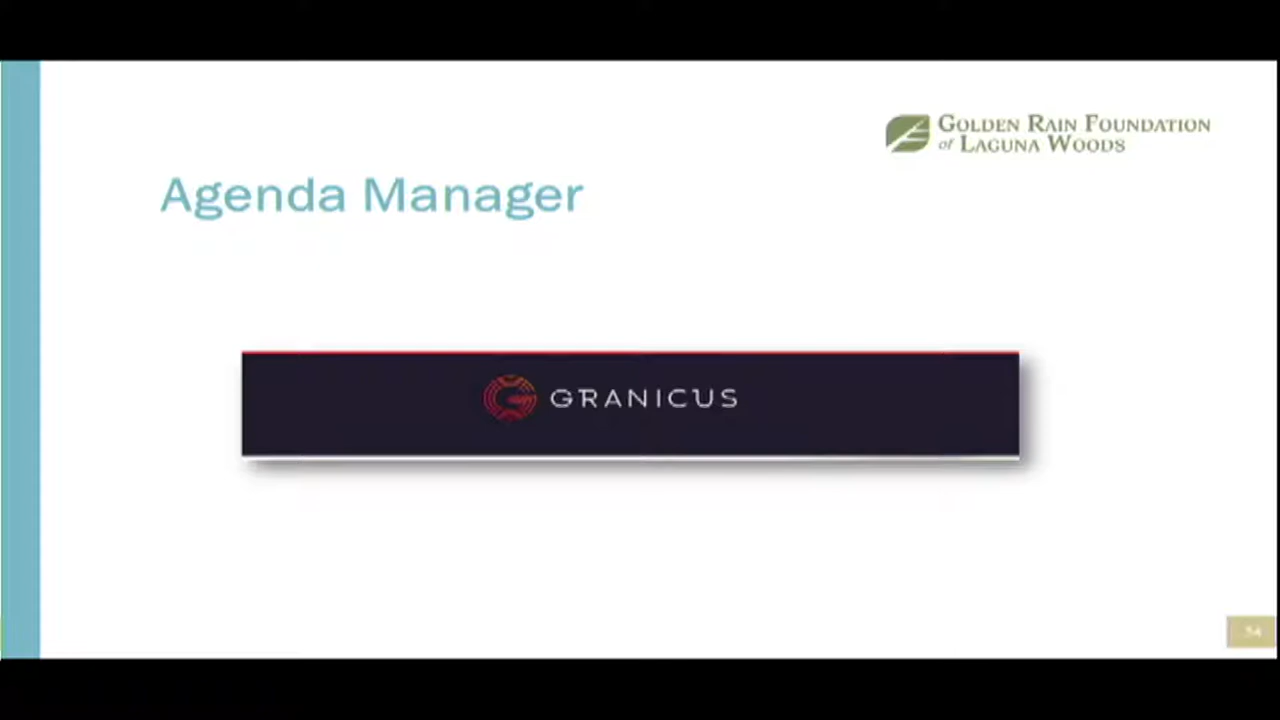 GOLDEN RAIN FOUNDATION
of LAGUNA WOODS
Agenda Manager
GRANICUS